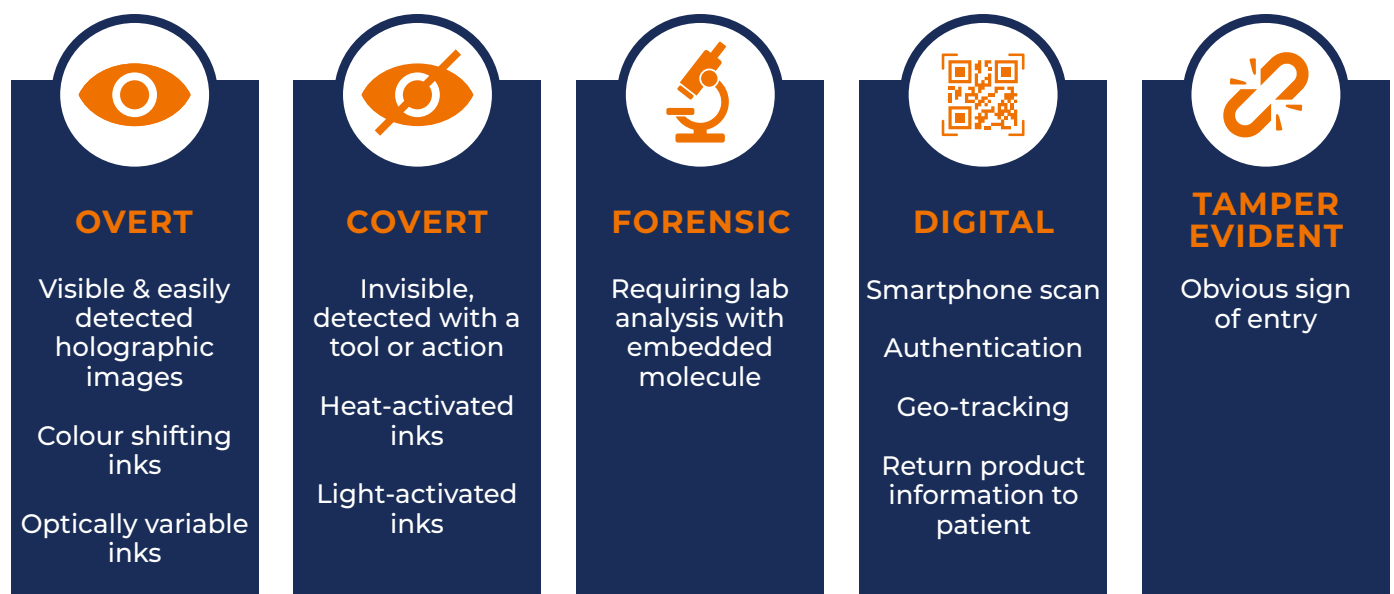 OVERT
Visible & easily
detected
holographic
images
Colour shifting
inks
Optically variable
inks
COVERT
Invisible,
detected with a
tool or action
Heat-activated
inks
Light-activated
inks
FORENSIC
Requiring lab
analysis with
embedded
molecule
DIGITAL
Smartphone scan
Authentication
Geo-tracking
Return product
information to
patient
TAMPER
EVIDENT
Obvious sign
of entry